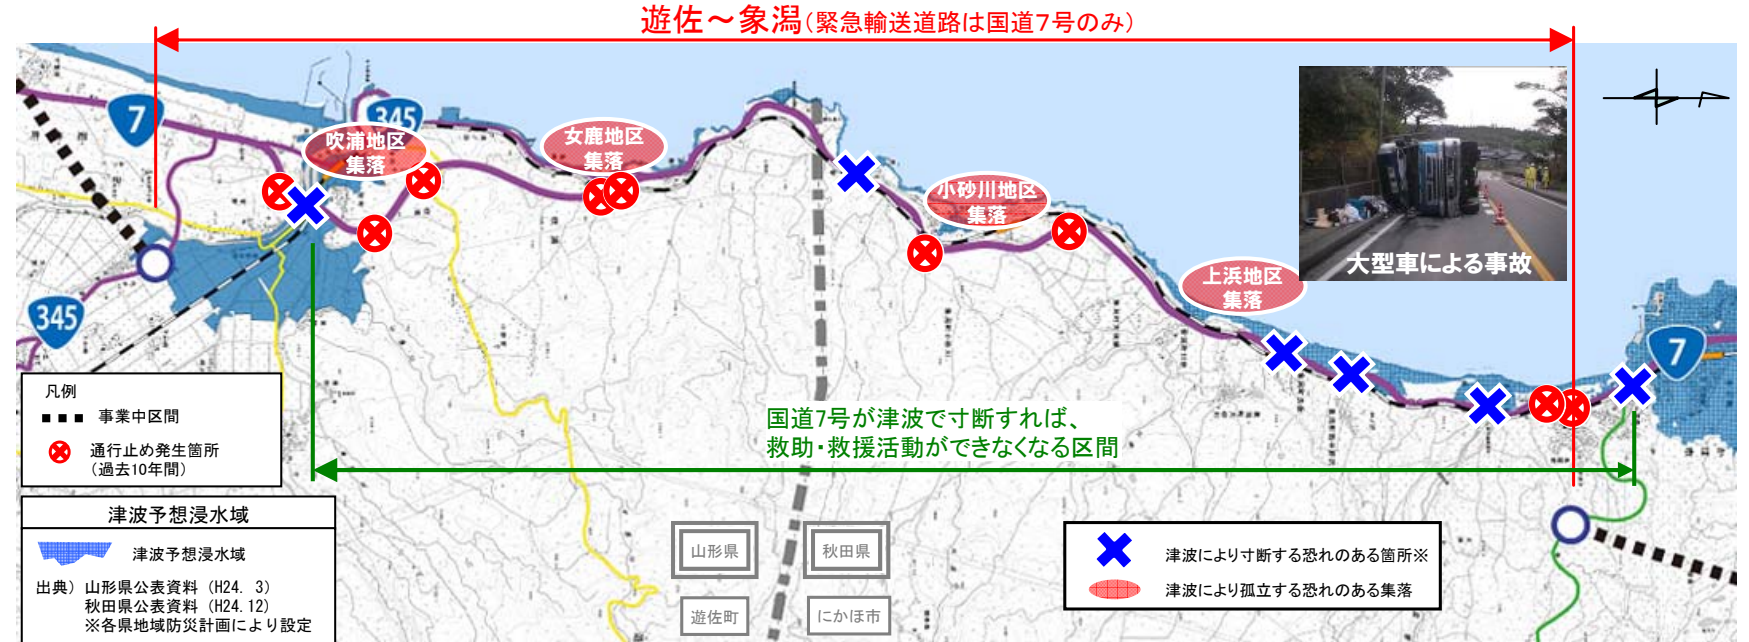 遊佐～象潟(緊急輸送道路は国道7号のみ)
7
345
吹浦地区
集落
女鹿地区
集落
小砂川地区
集落
上浜地区
集落
大型車による事故
345
7
凡例
事業中区間
通行止め発生箇所
(過去10年間)
国道7号が津波で寸断すれば、
救助・救援活動ができなくなる区間
津波予想浸水域
津波予想浸水域
出典) 山形県公表資料 (H24. 3)
秋田県公表資料 (H24.12)
※各県地域防災計画により設定
山形県
秋田県
遊佐町
にかほ市
津波により寸断する恐れのある箇所※
津波により孤立する恐れのある集落